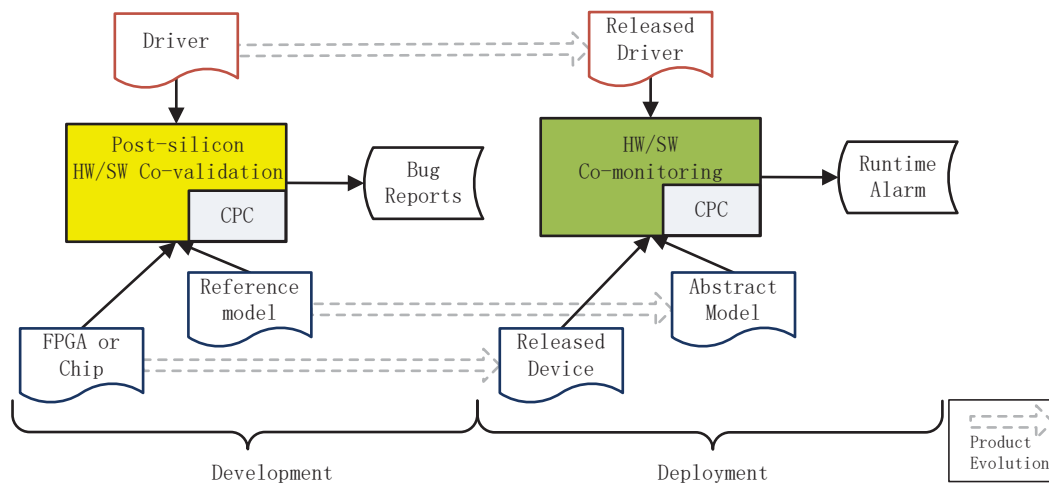 Driver
Released
Driver
Post-silicon
HW/SW Co-validation
CPC
Bug
Reports
HW/SW
Co-monitoring
CPC
Runtime
Alarm
Reference
model
Abstract
Model
FPGA or
Chip
Released
Device
Product
Evolution
Development
Deployment